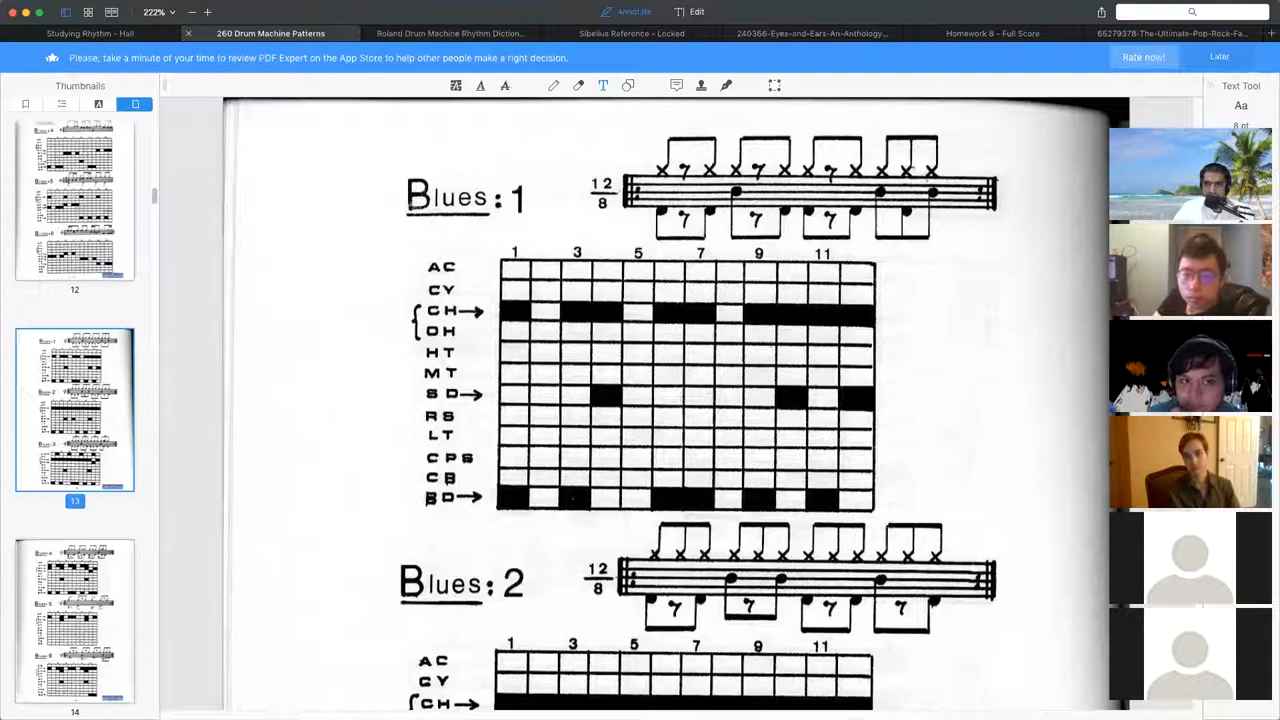 222%
Annotate
Edit
Studying Rhythm - Hall
260 Drum Machine Patterns
Roland Drum Machine Rhythm Diction...
Sibelius Reference - Locked
240366-Eyes-and-Ears-An-Anthology...
Homework 8 - Full Score
65279378-The-Ultimate-Pop-Rock-Fa...
Please, take a minute of your time to review PDF Expert on the App Store to help other people make a right decision.
Rate now!
Later
Thumbnails
Text Tool
Aa
8 pt
12
13
14
Blues: 1
12
8
1 3 5 7 9 11
AC
CY
CH
OH
HT
MT
SD
RS
LT
CPS
CB
BD
Blues: 2
12
8
1 3 5 7 9 11
AC
CY
CH